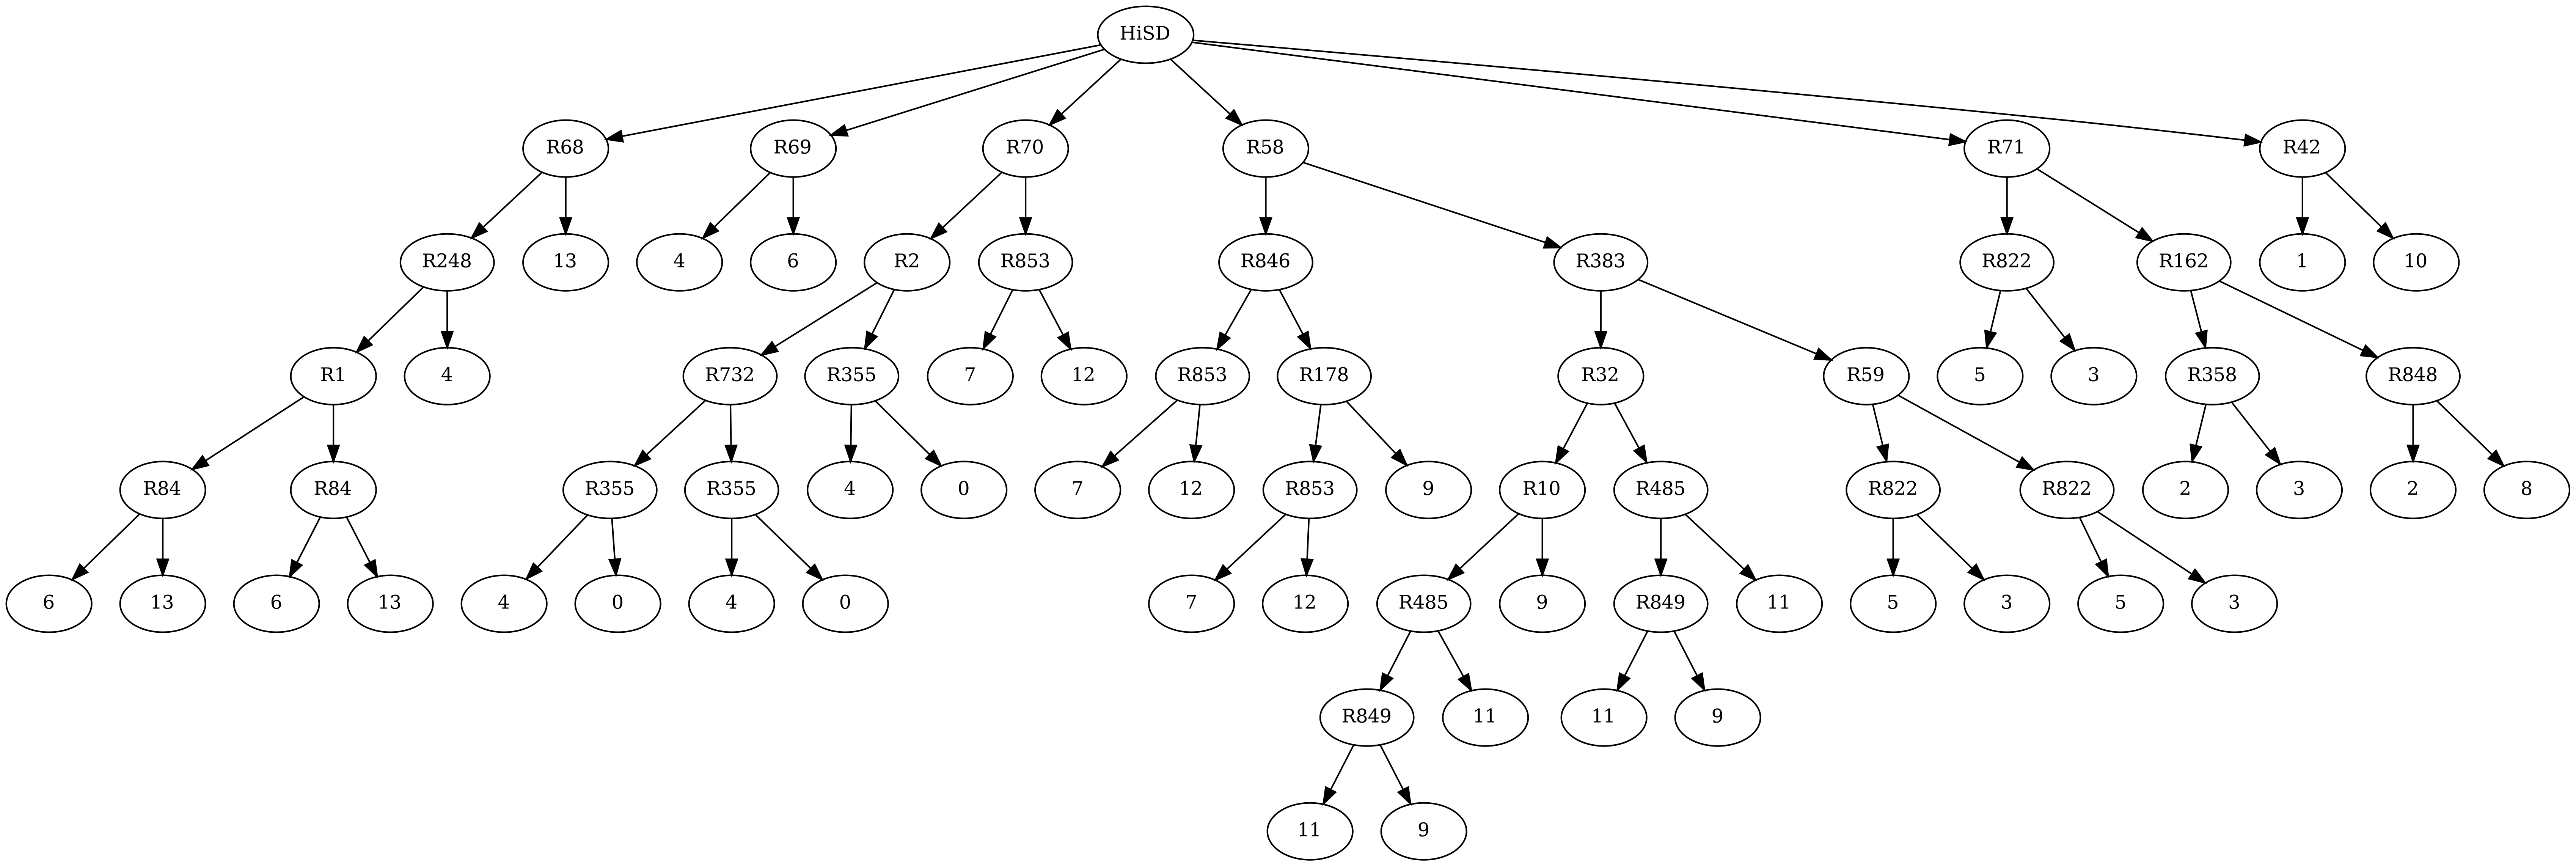 HiSD
R68 R69 R70 R58 R71 R42
R248 13 4 6 R2 R853 R846 R383 R822 R162 1 10
R1 4 R732 R355 7 12 R853 R178 R32 R59 5 3 R358 R848
R84 R84 R355 R355 4 0 7 12 R853 9 R10 R485 R822 R822 2 3 2 8
6 13 6 13 4 0 4 0 7 12 R485 9 R849 11 5 3 5 3
R849 11 11 9
11 9